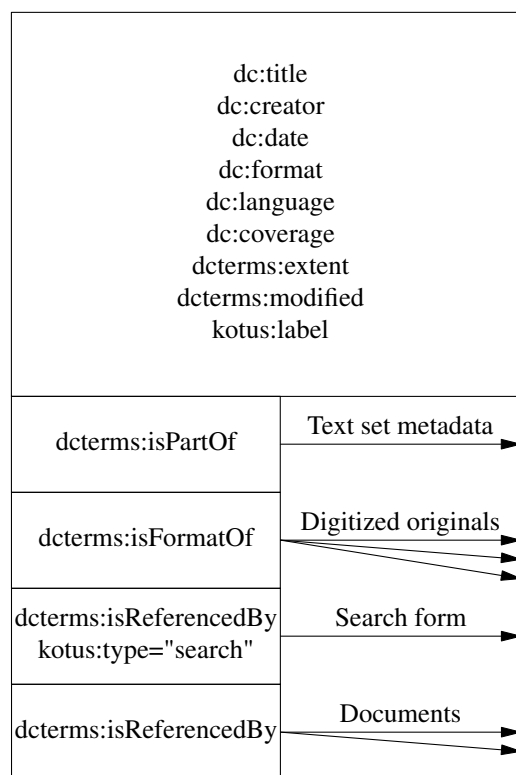 dc:title
dc:creator
dc:date
dc:format
dc:language
dc:coverage
dcterms:extent
dcterms:modified
kotus:label
dcterms:isPartOf
Text set metadata
dcterms:isFormatOf
Digitized originals
dcterms:isReferencedBy
kotus:type="search"
Search form
dcterms:isReferencedBy
Documents